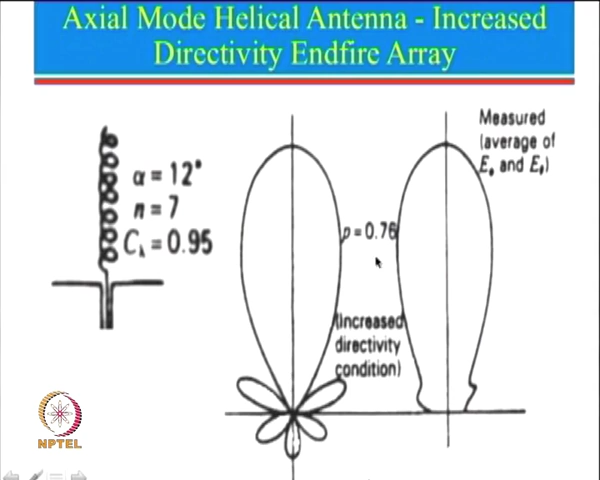 Axial Mode Helical Antenna - Increased
Directivity Endfire Array
α = 12°
n = 7
Cλ = 0.95
p = 0.76
(Increased
directivity
condition)
Measured
(average of
Eφ and Eθ)
NPTEL